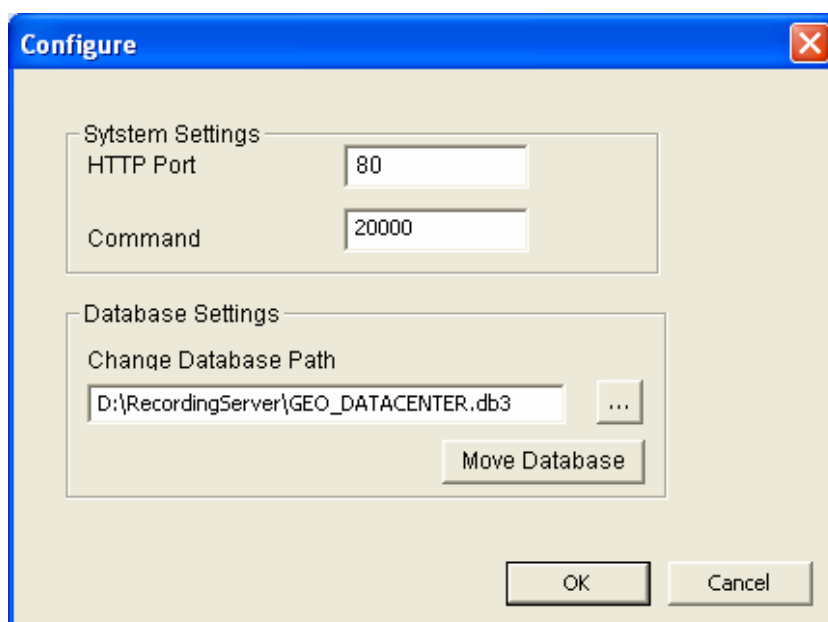 Configure
Sytstem Settings
HTTP Port 80
Command 20000
Database Settings
Change Database Path
D:\RecordingServer\GEO_DATACENTER.db3 ...
Move Database
OK Cancel